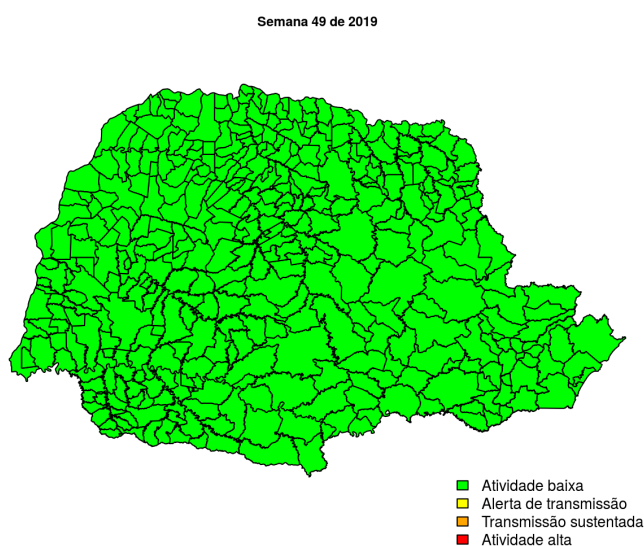 Semana 49 de 2019
Atividade baixa
Alerta de transmissão
Transmissão sustentada
Atividade alta